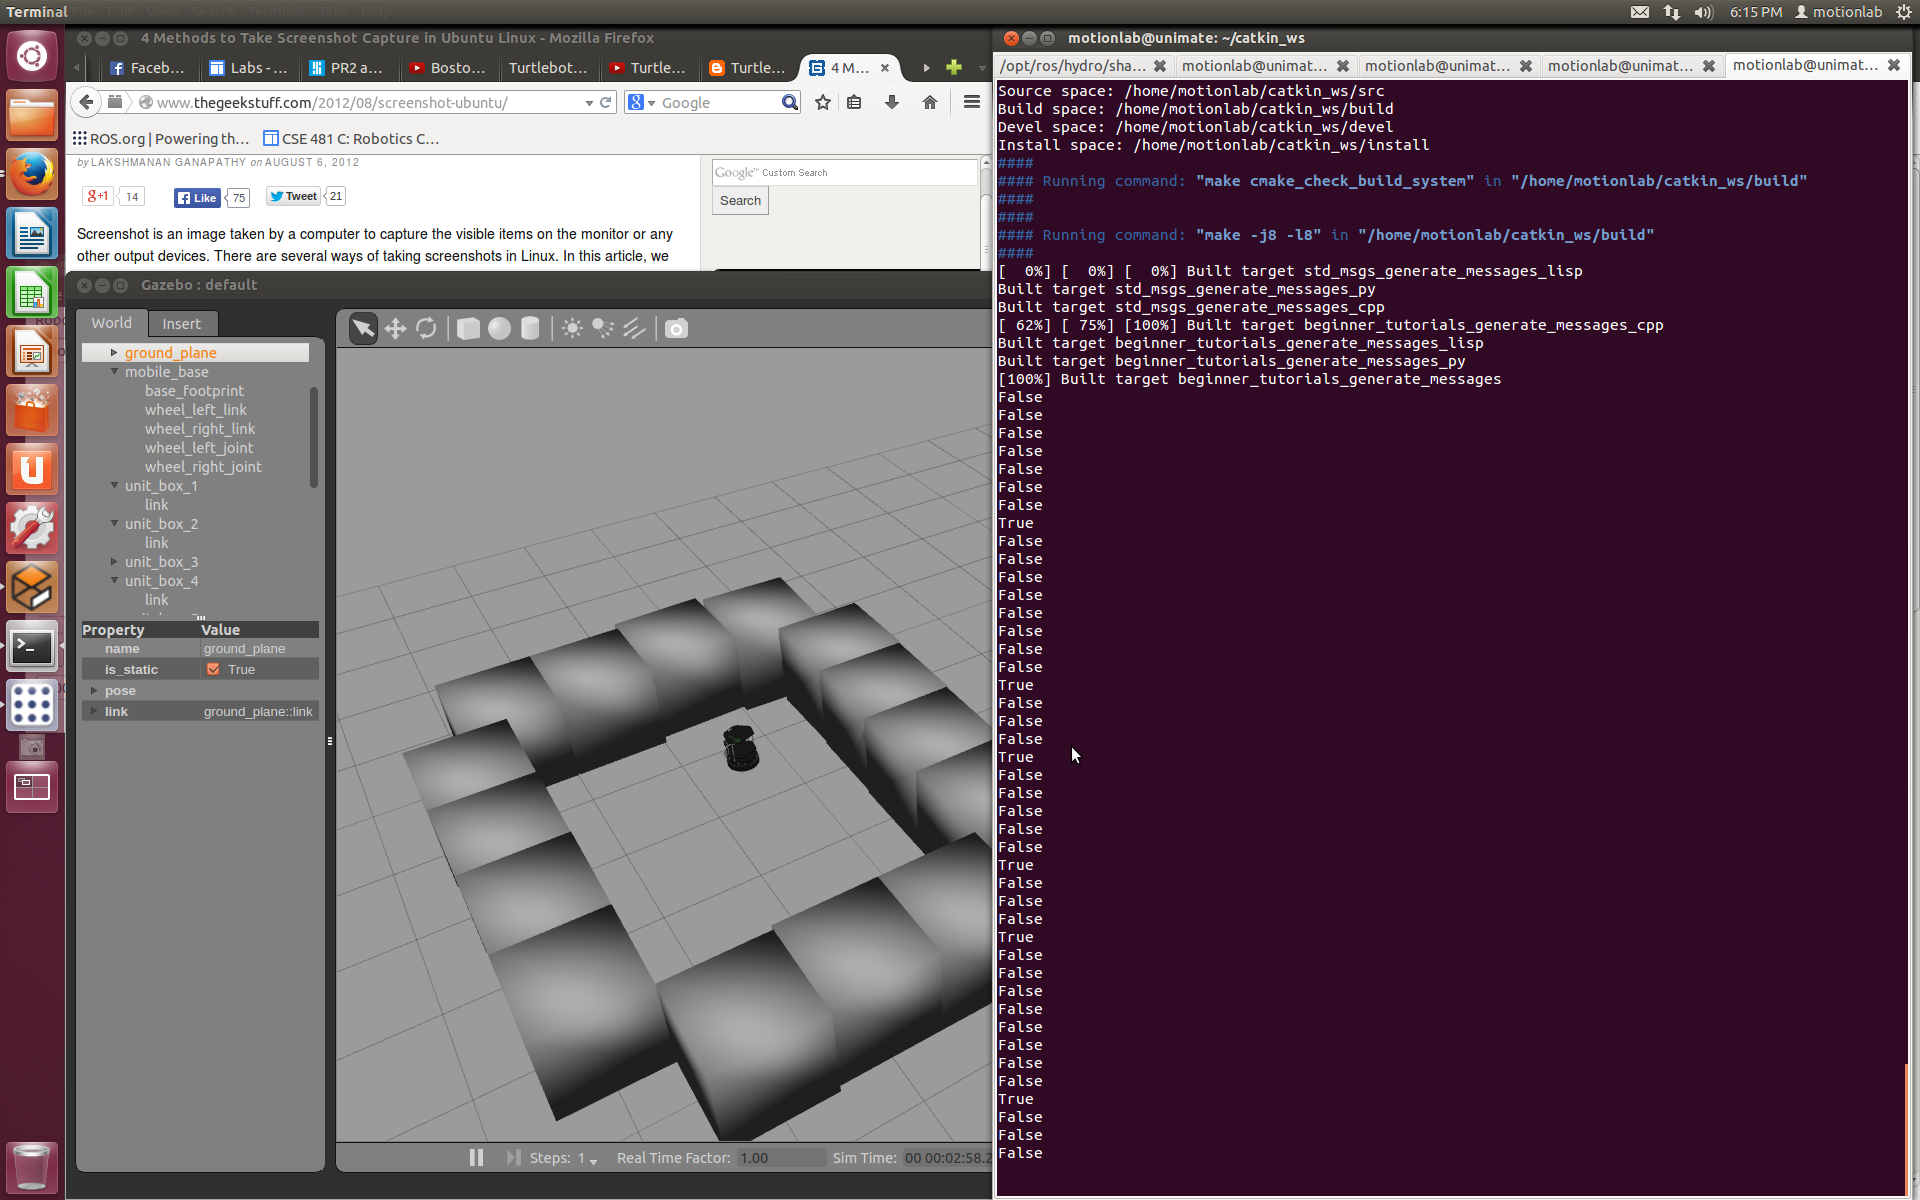 Terminal File Edit View Search Terminal Tabs Help
6:15 PM motionlab
4 Methods to Take Screenshot Capture in Ubuntu Linux - Mozilla Firefox
Faceb... Labs - ... PR2 a... Bosto... Turtlebot... Turtle... Turtle... 4 M...
www.thegeekstuff.com/2012/08/screenshot-ubuntu/
Google
ROS.org | Powering th... CSE 481 C: Robotics C...
by LAKSHMANAN GANAPATHY on AUGUST 6, 2012
+1 14 Like 75 Tweet 21
Google™ Custom Search
Search
Screenshot is an image taken by a computer to capture the visible items on the monitor or any
other output devices. There are several ways of taking screenshots in Linux. In this article, we
Gazebo : default
World Insert
ground_plane
mobile_base
base_footprint
wheel_left_link
wheel_right_link
wheel_left_joint
wheel_right_joint
unit_box_1
link
unit_box_2
link
unit_box_3
unit_box_4
link
Property Value
name ground_plane
is_static True
pose
link ground_plane::link
Steps: 1 Real Time Factor: 1.00 Sim Time: 00 00:02:58.2
motionlab@unimate: ~/catkin_ws
/opt/ros/hydro/sha... motionlab@unimat... motionlab@unimat... motionlab@unimat... motionlab@unimat...
Source space: /home/motionlab/catkin_ws/src
Build space: /home/motionlab/catkin_ws/build
Devel space: /home/motionlab/catkin_ws/devel
Install space: /home/motionlab/catkin_ws/install
####
#### Running command: "make cmake_check_build_system" in "/home/motionlab/catkin_ws/build"
####
####
#### Running command: "make -j8 -l8" in "/home/motionlab/catkin_ws/build"
####
[  0%] [  0%] [  0%] Built target std_msgs_generate_messages_lisp
Built target std_msgs_generate_messages_py
Built target std_msgs_generate_messages_cpp
[ 62%] [ 75%] [100%] Built target beginner_tutorials_generate_messages_cpp
Built target beginner_tutorials_generate_messages_lisp
Built target beginner_tutorials_generate_messages_py
[100%] Built target beginner_tutorials_generate_messages
False
False
False
False
False
False
False
True
False
False
False
False
False
False
False
False
True
False
False
False
True
False
False
False
False
False
True
False
False
False
True
False
False
False
False
False
False
False
False
True
False
False
False